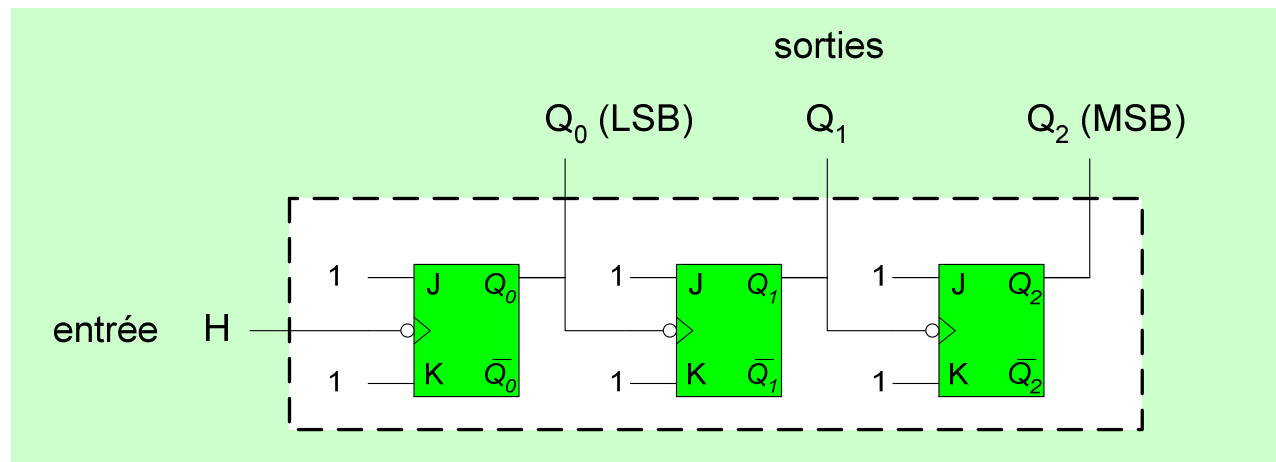 sorties
Q0 (LSB) Q1 Q2 (MSB)
1 J Q0 1 J Q1 1 J Q2
entrée H
1 K Q̅0 1 K Q̅1 1 K Q̅2